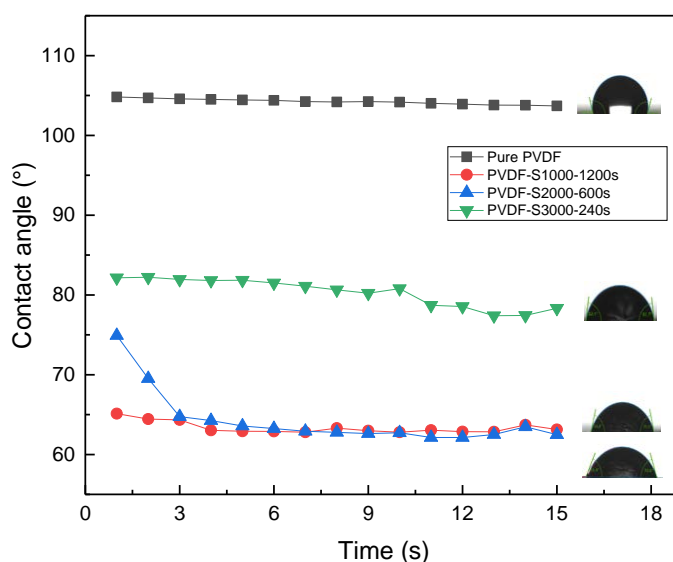 110
100
90
80
70
60
Contact angle (°)
Pure PVDF
PVDF-S1000-1200s
PVDF-S2000-600s
PVDF-S3000-240s
0
3
6
9
12
15
18
Time (s)